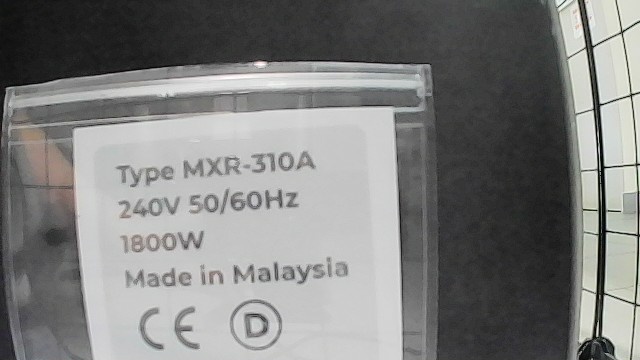 Type MXR-310A
240V 50/60Hz
1800W
Made in Malaysia
CE D